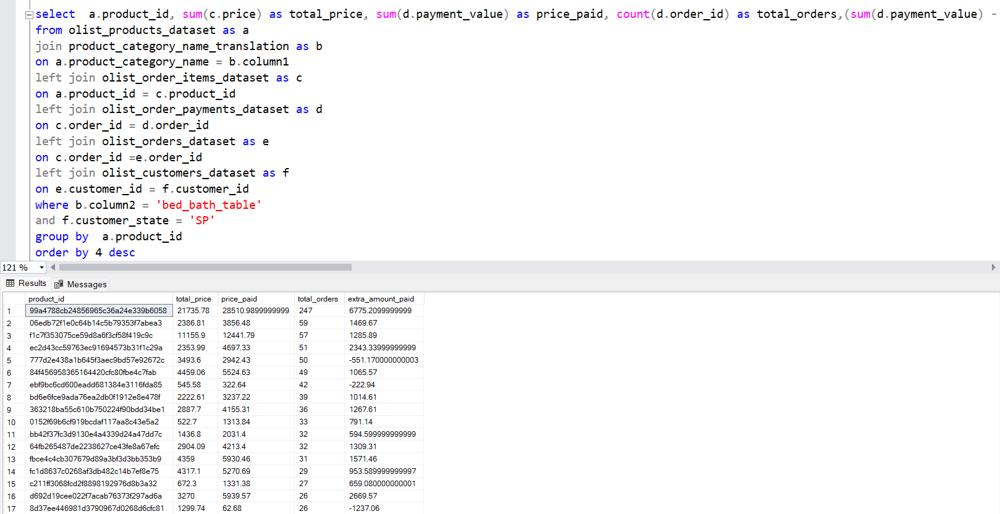 select  a.product_id, sum(c.price) as total_price, sum(d.payment_value) as price_paid, count(d.order_id) as total_orders,(sum(d.payment_value) -
from olist_products_dataset as a
join product_category_name_translation as b
on a.product_category_name = b.column1
left join olist_order_items_dataset as c
on a.product_id = c.product_id
left join olist_order_payments_dataset as d
on c.order_id = d.order_id
left join olist_orders_dataset as e
on c.order_id =e.order_id
left join olist_customers_dataset as f
on e.customer_id = f.customer_id
where b.column2 = 'bed_bath_table'
and f.customer_state = 'SP'
group by  a.product_id
order by 4 desc
121 %
Results Messages
product_id total_price price_paid total_orders extra_amount_paid
1 99a4788cb24856965c36a24e339b6058 21735.78 28510.9899999999 247 6775.2099999999
2 06edb72f1e0c64b14c5b79353f7abea3 2386.81 3856.48 59 1469.67
3 f1c7f353075ce59d8a6f3cf58f419c9c 11155.9 12441.79 57 1285.89
4 ec2d43cc59763ec91694573b31f1c29a 2353.99 4697.33 51 2343.33999999999
5 777d2e438a1b645f3aec9bd57e92672c 3493.6 2942.43 50 -551.170000000003
6 84f456958365164420cfc80fbe4c7fab 4459.06 5524.63 49 1065.57
7 ebf9bc6cd600eadd681384e3116fda85 545.58 322.64 42 -222.94
8 bd6e6fce9ada76ea2db0f1912e8e478f 2222.61 3237.22 39 1014.61
9 363218ba55c610b750224f90bdd34be1 2887.7 4155.31 36 1267.61
10 0152f69b6cf919bcdaf117aa8c43e5a2 522.7 1313.84 33 791.14
11 bb42f37fc3d9130e4a4339d24a47dd7c 1436.8 2031.4 32 594.599999999999
12 64fb265487de2238627ce43fe8a67efc 2904.09 4213.4 32 1309.31
13 fbce4c4cb307679d89a3bf3d3bb353b9 4359 5930.46 31 1571.46
14 fc1d8637c0268af3db482c14b7ef8e75 4317.1 5270.69 29 953.589999999997
15 c211ff3068fcd2f8898192976d8b3a32 672.3 1331.38 27 659.080000000001
16 d692d19cee022f7acab76373f297ad6a 3270 5939.57 26 2669.57
17 8d37ee446981d3790967d0268d6cfc81 1299.74 62.68 26 -1237.06